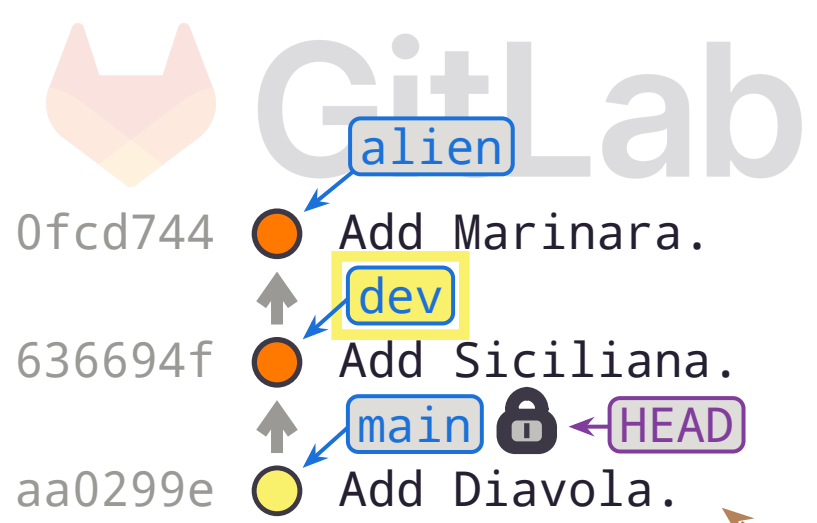 GitLab
alien
0fcd744 Add Marinara.
dev
636694f Add Siciliana.
main HEAD
aa0299e Add Diavola.